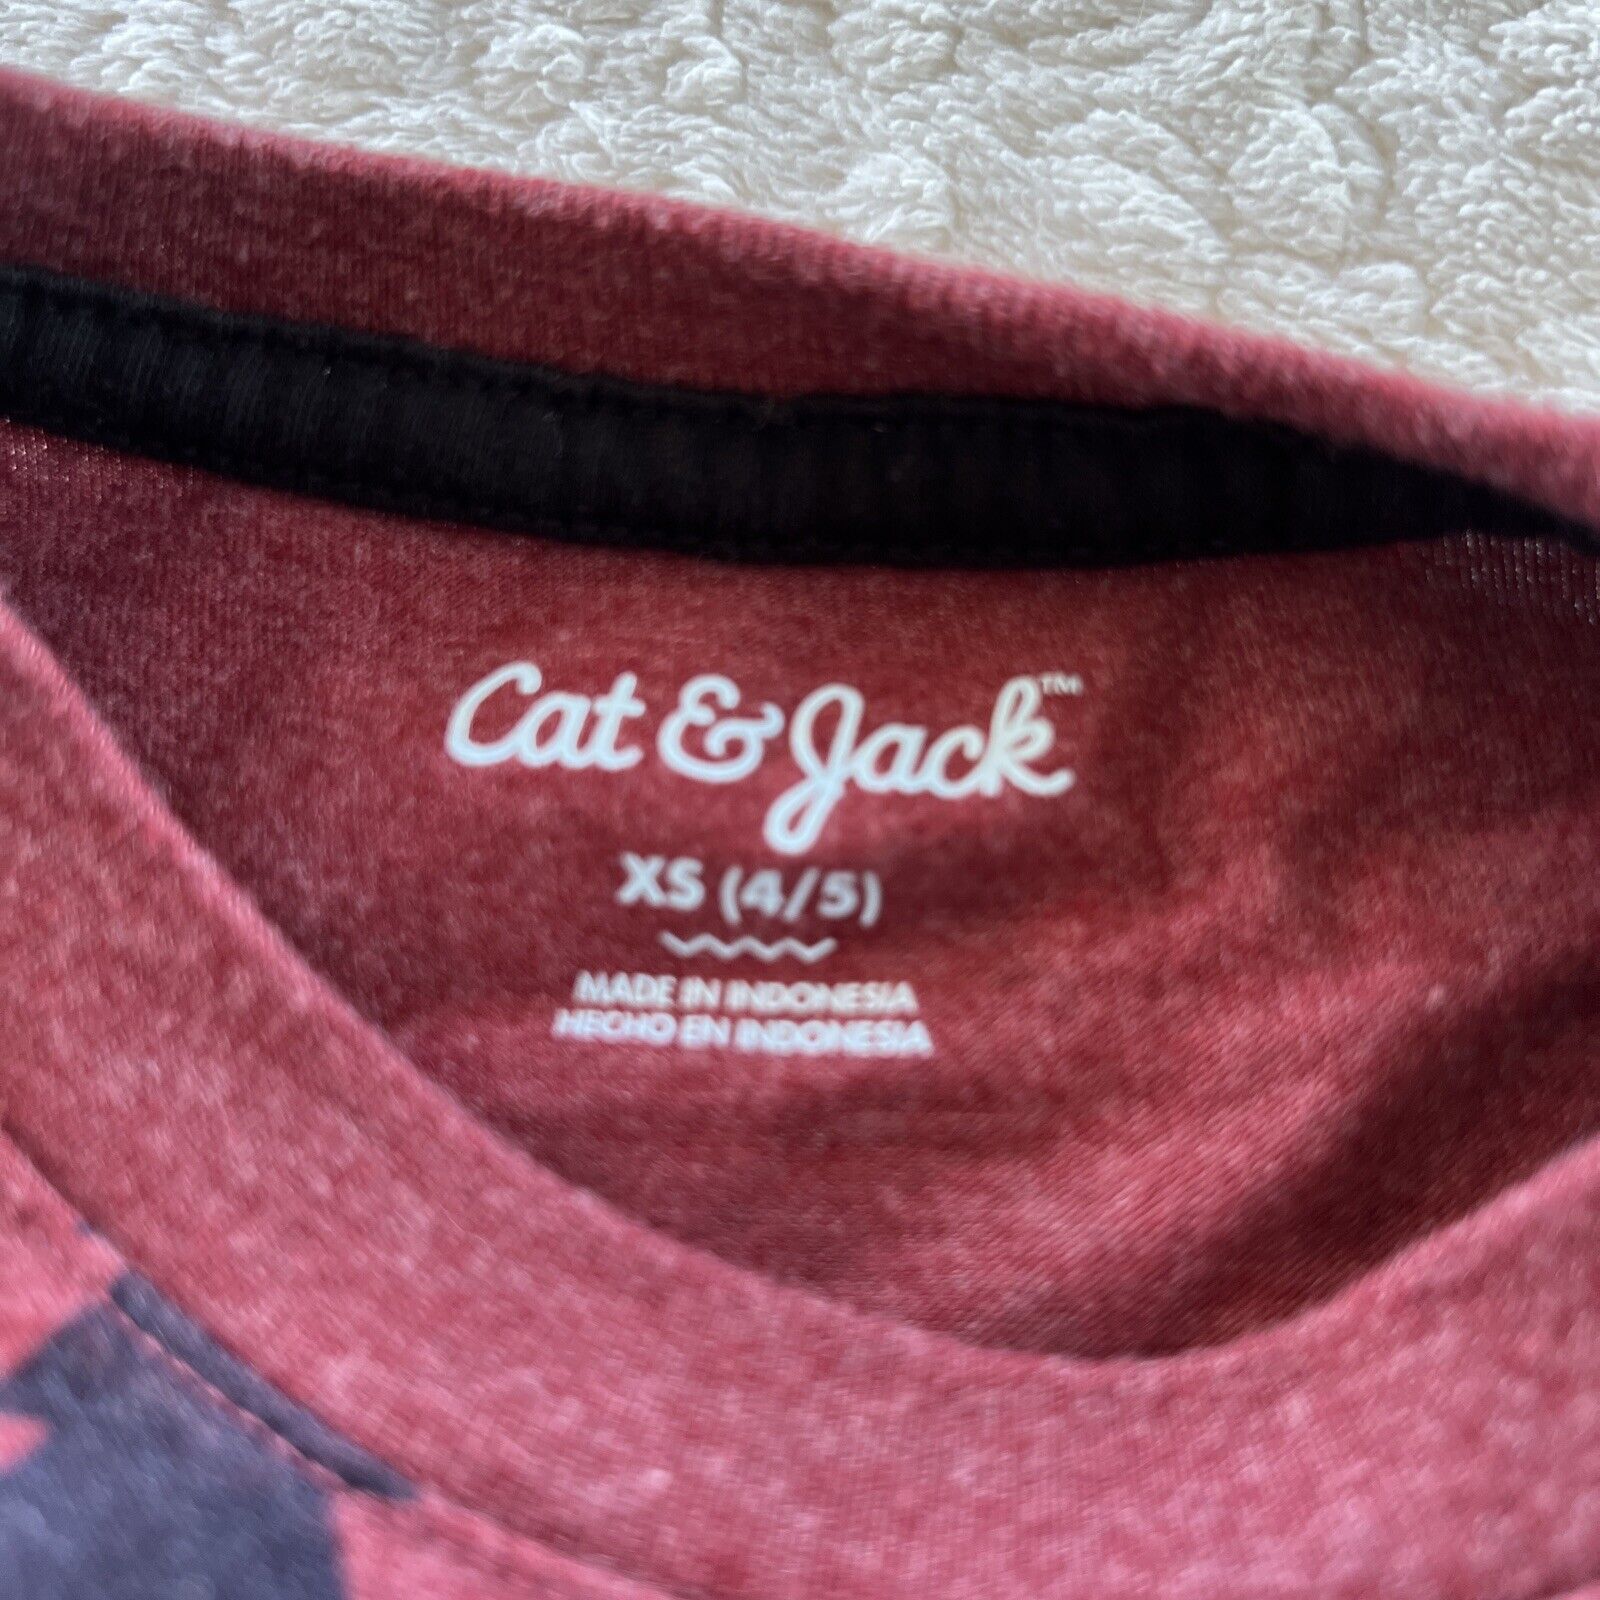 Cat & Jack™
XS (4/5)
MADE IN INDONESIA
HECHO EN INDONESIA